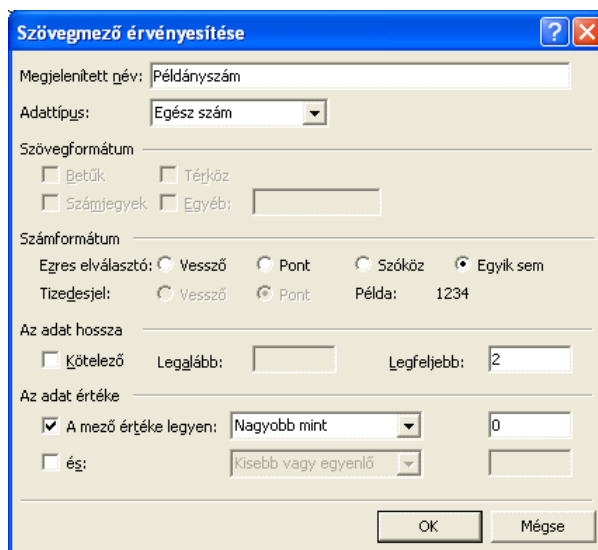 Szövegmező érvényesítése
Megjelenített név: Példányszám
Adattípus: Egész szám
Szövegformátum
Betűk Térköz
Számjegyek Egyéb:
Számformátum
Ezres elválasztó: Vessző Pont Szóköz Egyik sem
Tizedesjel: Vessző Pont Példa: 1234
Az adat hossza
Kötelező Legalább: Legfeljebb: 2
Az adat értéke
A mező értéke legyen: Nagyobb mint 0
és: Kisebb vagy egyenlő
OK Mégse